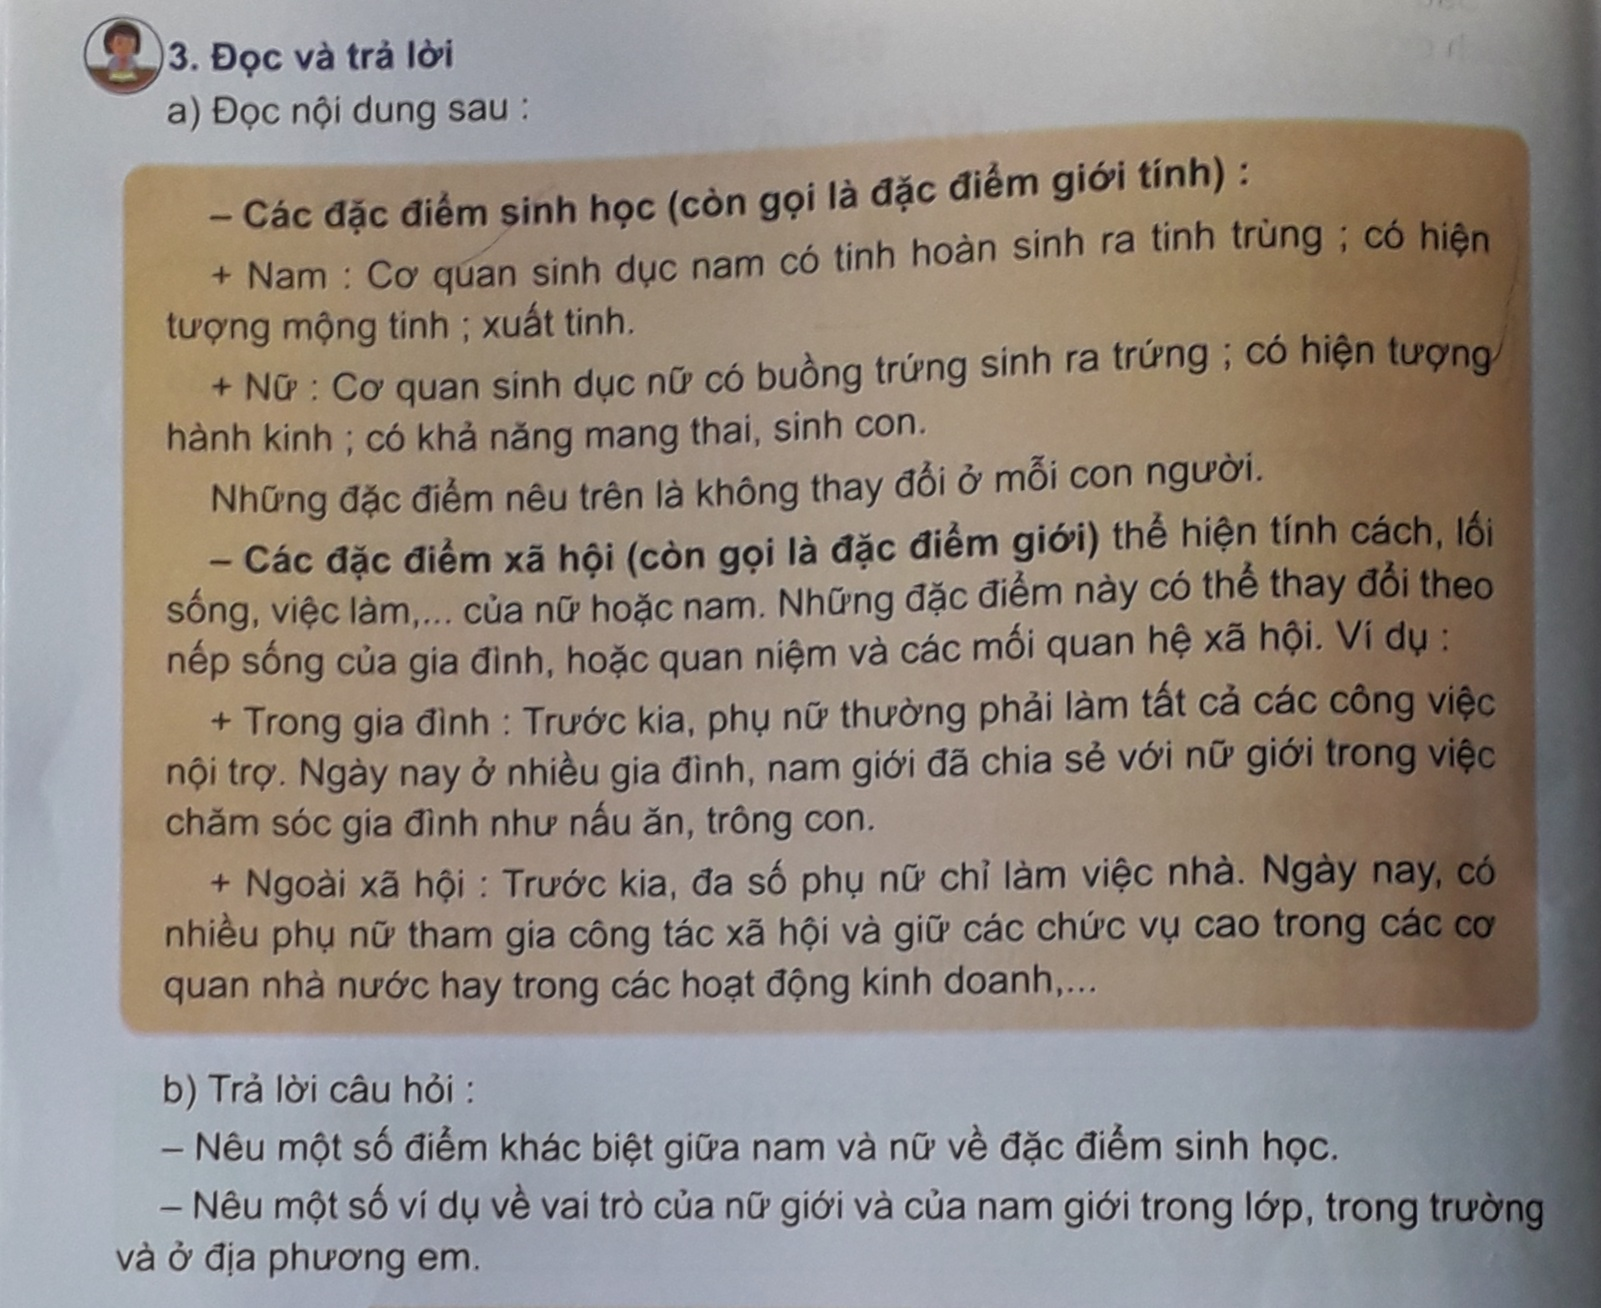 3. Đọc và trả lời
a) Đọc nội dung sau :
– Các đặc điểm sinh học (còn gọi là đặc điểm giới tính) :
+ Nam : Cơ quan sinh dục nam có tinh hoàn sinh ra tinh trùng ; có hiện
tượng mộng tinh ; xuất tinh.
+ Nữ : Cơ quan sinh dục nữ có buồng trứng sinh ra trứng ; có hiện tượng
hành kinh ; có khả năng mang thai, sinh con.
Những đặc điểm nêu trên là không thay đổi ở mỗi con người.
– Các đặc điểm xã hội (còn gọi là đặc điểm giới) thể hiện tính cách, lối
sống, việc làm,... của nữ hoặc nam. Những đặc điểm này có thể thay đổi theo
nếp sống của gia đình, hoặc quan niệm và các mối quan hệ xã hội. Ví dụ :
+ Trong gia đình : Trước kia, phụ nữ thường phải làm tất cả các công việc
nội trợ. Ngày nay ở nhiều gia đình, nam giới đã chia sẻ với nữ giới trong việc
chăm sóc gia đình như nấu ăn, trông con.
+ Ngoài xã hội : Trước kia, đa số phụ nữ chỉ làm việc nhà. Ngày nay, có
nhiều phụ nữ tham gia công tác xã hội và giữ các chức vụ cao trong các cơ
quan nhà nước hay trong các hoạt động kinh doanh,...
b) Trả lời câu hỏi :
– Nêu một số điểm khác biệt giữa nam và nữ về đặc điểm sinh học.
– Nêu một số ví dụ về vai trò của nữ giới và của nam giới trong lớp, trong trường
và ở địa phương em.